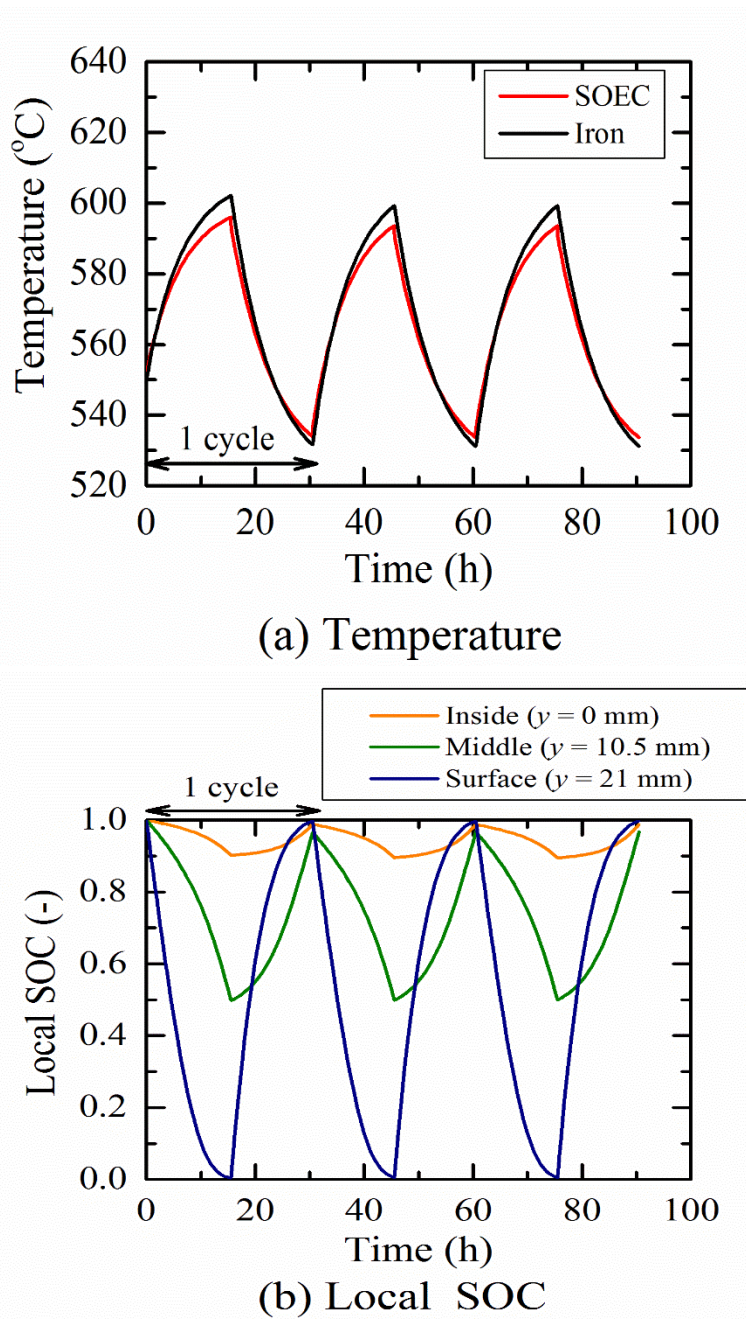 640
620
600
580
560
540
520
Temperature (°C)
SOEC
Iron
1 cycle
0 20 40 60 80 100
Time (h)
(a) Temperature
Inside (y = 0 mm)
Middle (y = 10.5 mm)
Surface (y = 21 mm)
1 cycle
1.0
0.8
0.6
0.4
0.2
0.0
Local SOC (-)
0 20 40 60 80 100
Time (h)
(b) Local SOC